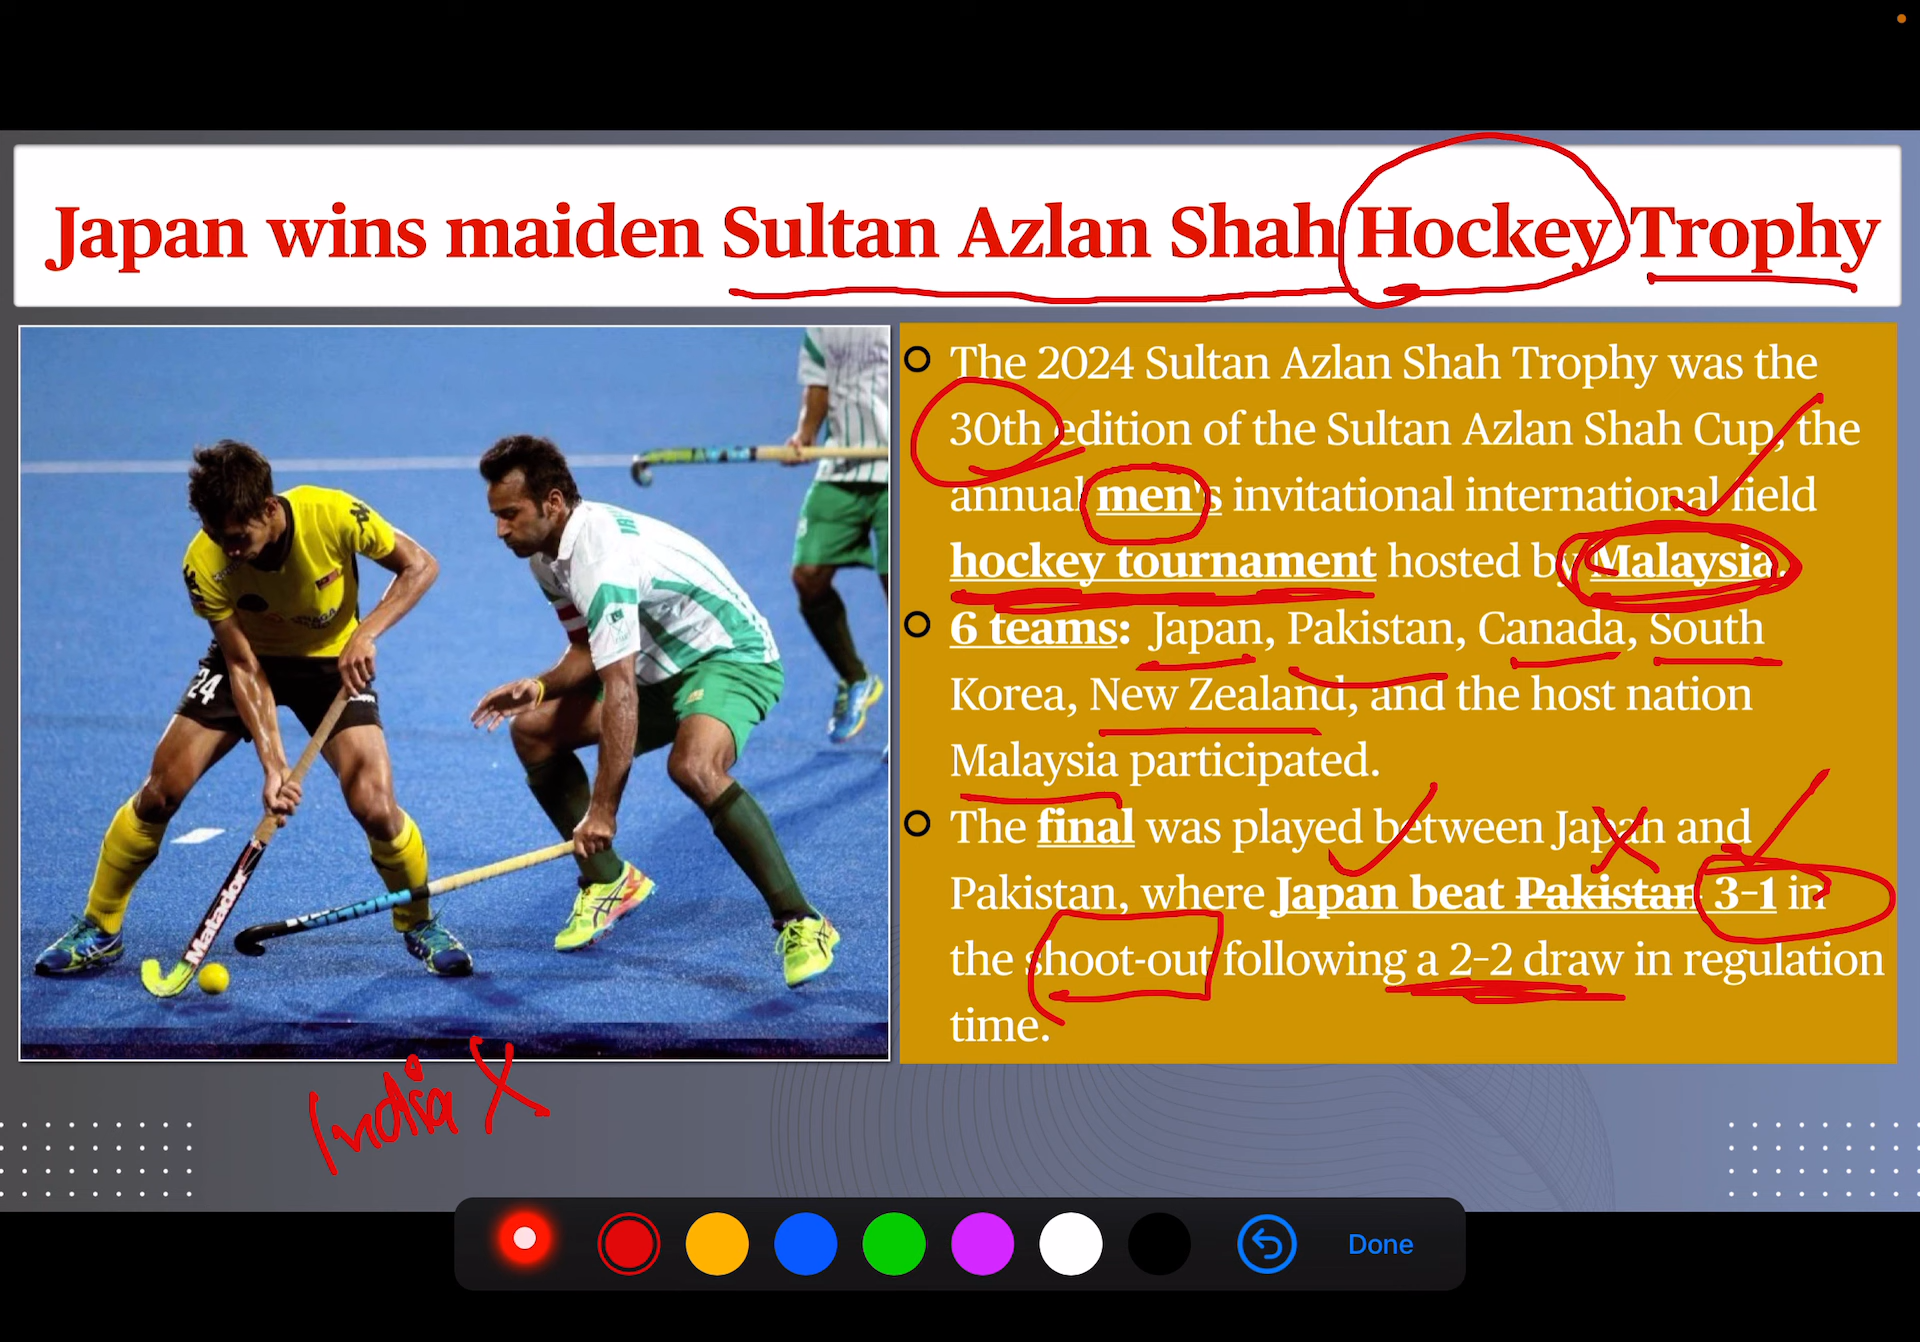 Japan wins maiden Sultan Azlan Shah Hockey Trophy
The 2024 Sultan Azlan Shah Trophy was the
30th edition of the Sultan Azlan Shah Cup, the
annual men's invitational international field
hockey tournament hosted by Malaysia.
6 teams: Japan, Pakistan, Canada, South
Korea, New Zealand, and the host nation
Malaysia participated.
The final was played between Japan and
Pakistan, where Japan beat Pakistan 3-1 in
the shoot-out following a 2-2 draw in regulation
time.
24
Matador
India X
Done